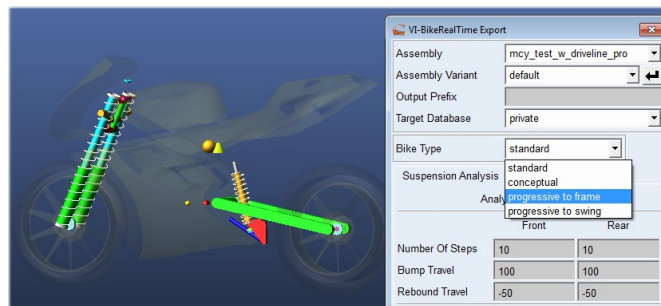 VI-BikeRealTime Export
Assembly mcy_test_w_driveline_pro
Assembly Variant default
Output Prefix
Target Database private
Bike Type standard
standard
Suspension Analysis conceptual
progressive to frame
progressive to swing
Front Rear
Number Of Steps 10 10
Bump Travel 100 100
Rebound Travel -50 -50